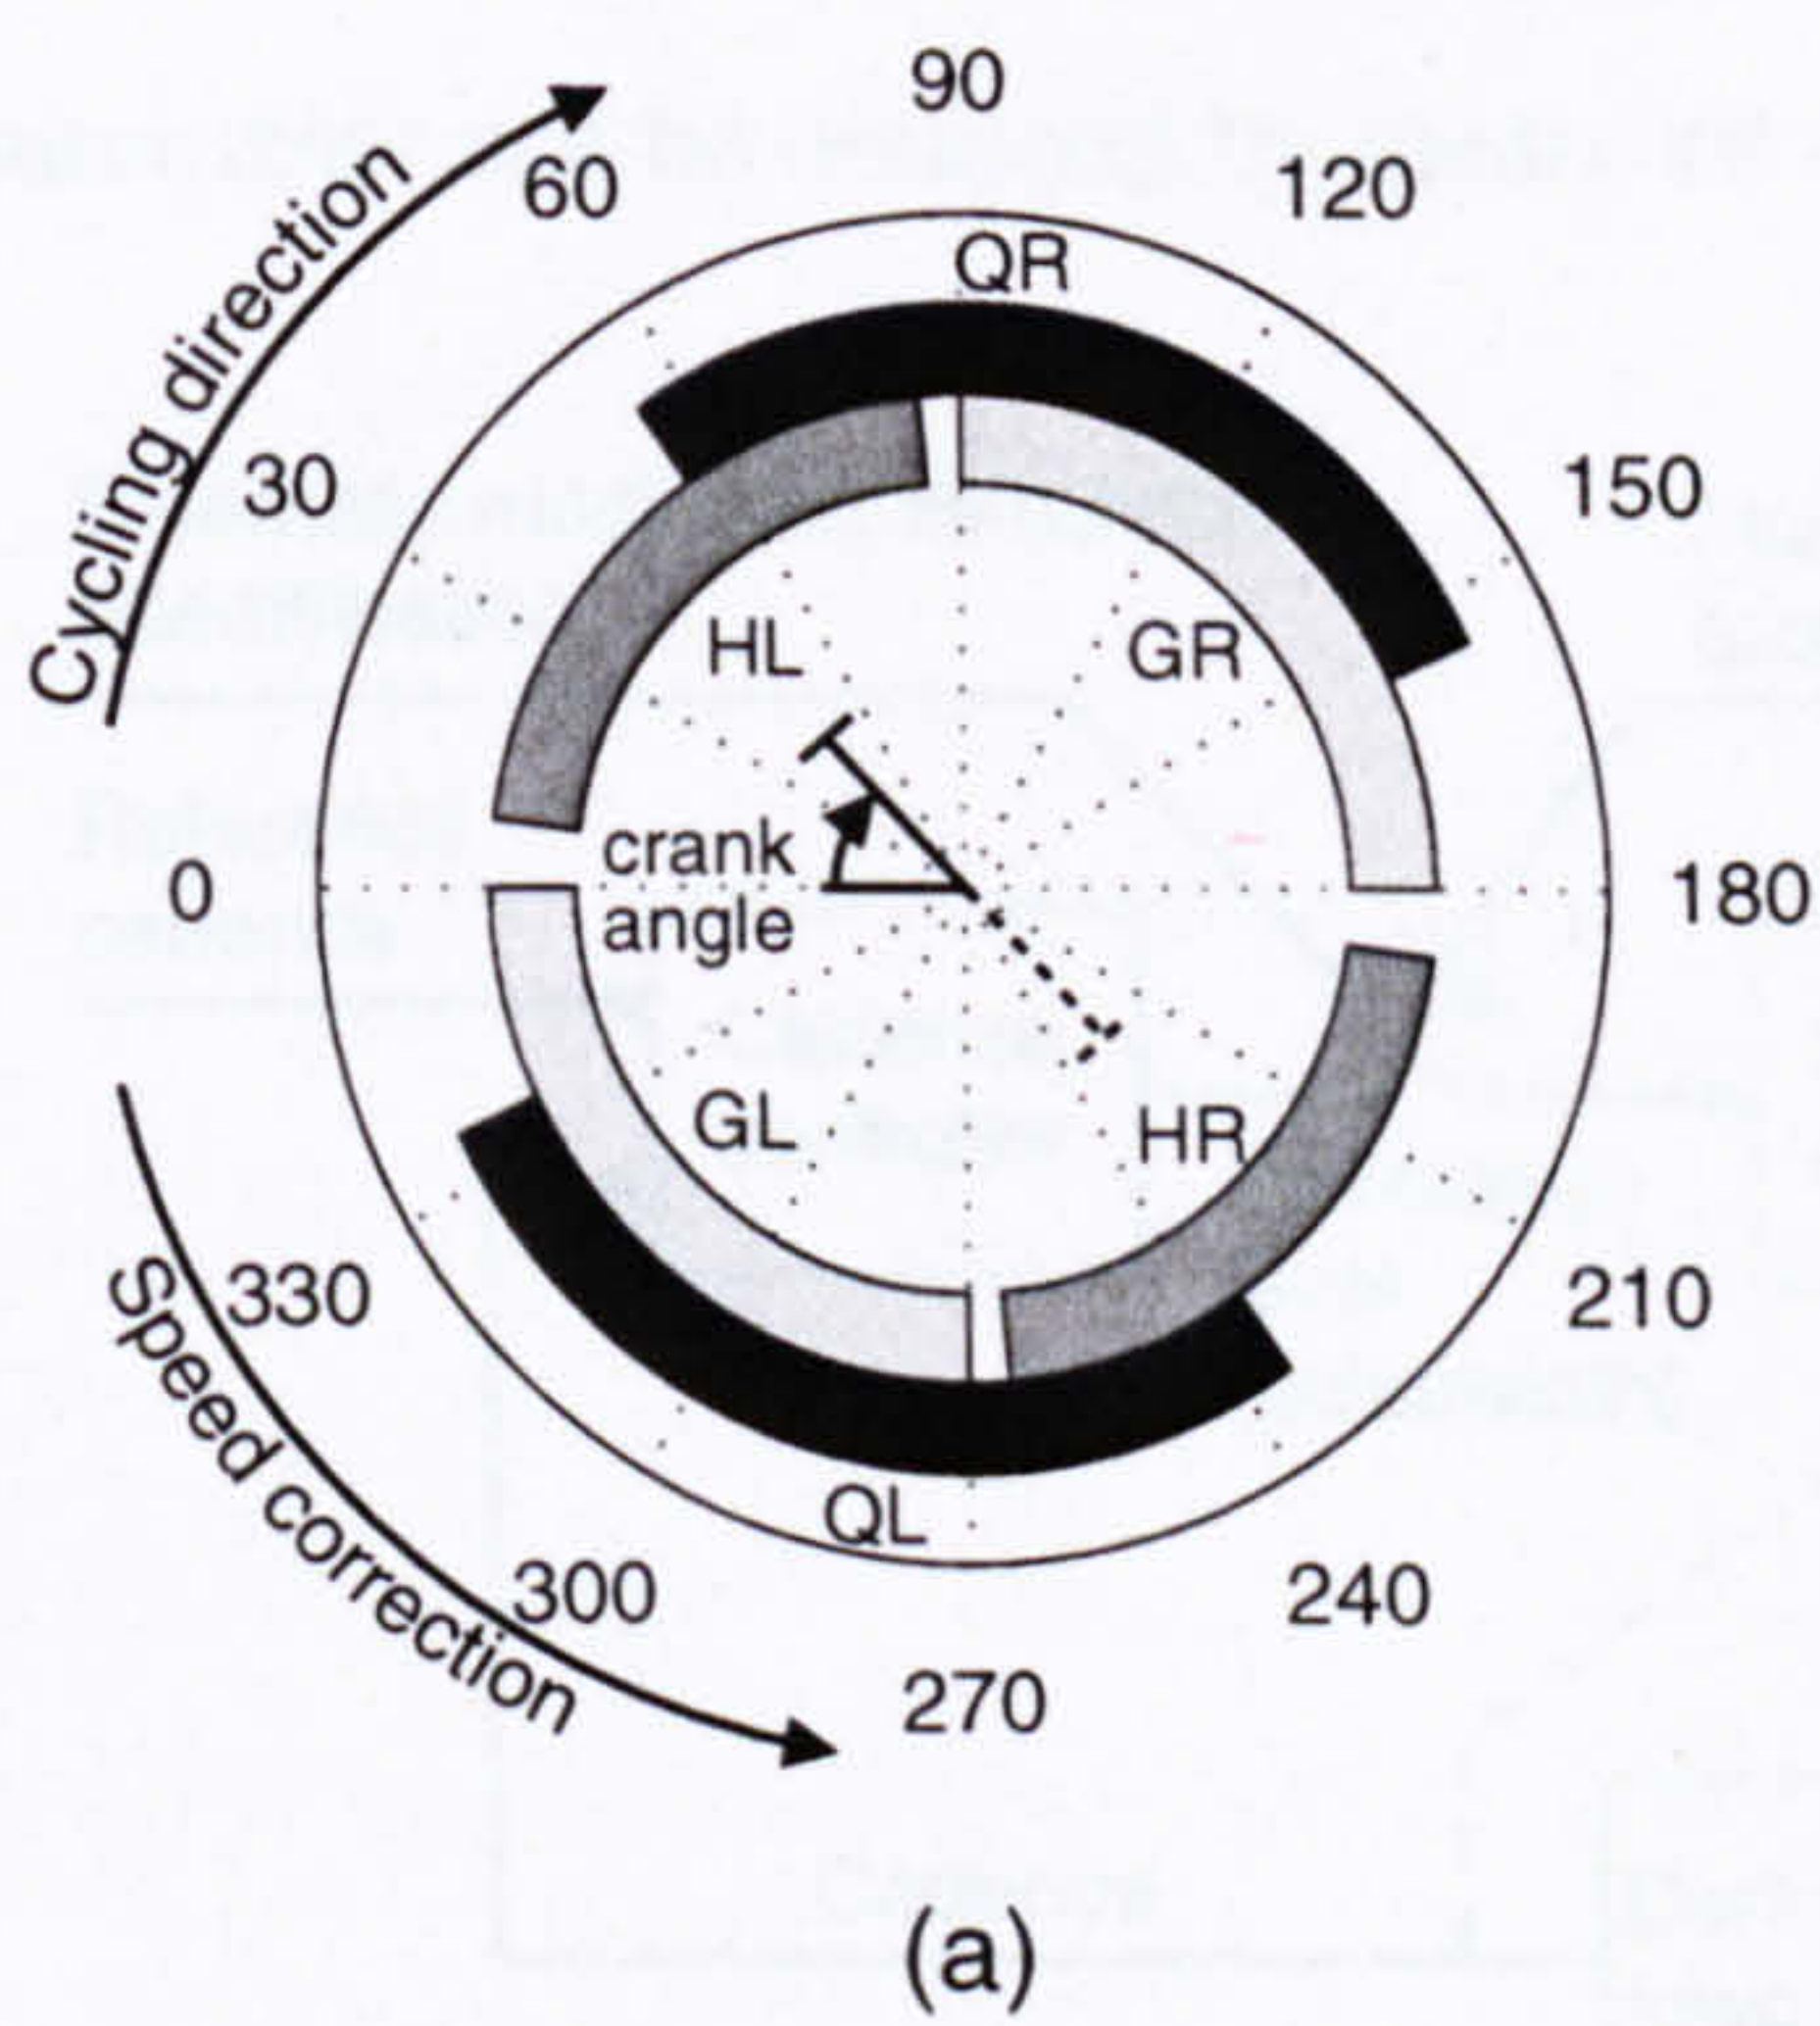 90
60
120
Cycling direction
QR
30
150
HL
GR
crank
angle
0
180
GL
HR
330
210
Speed correction
QL
300
240
270
(a)